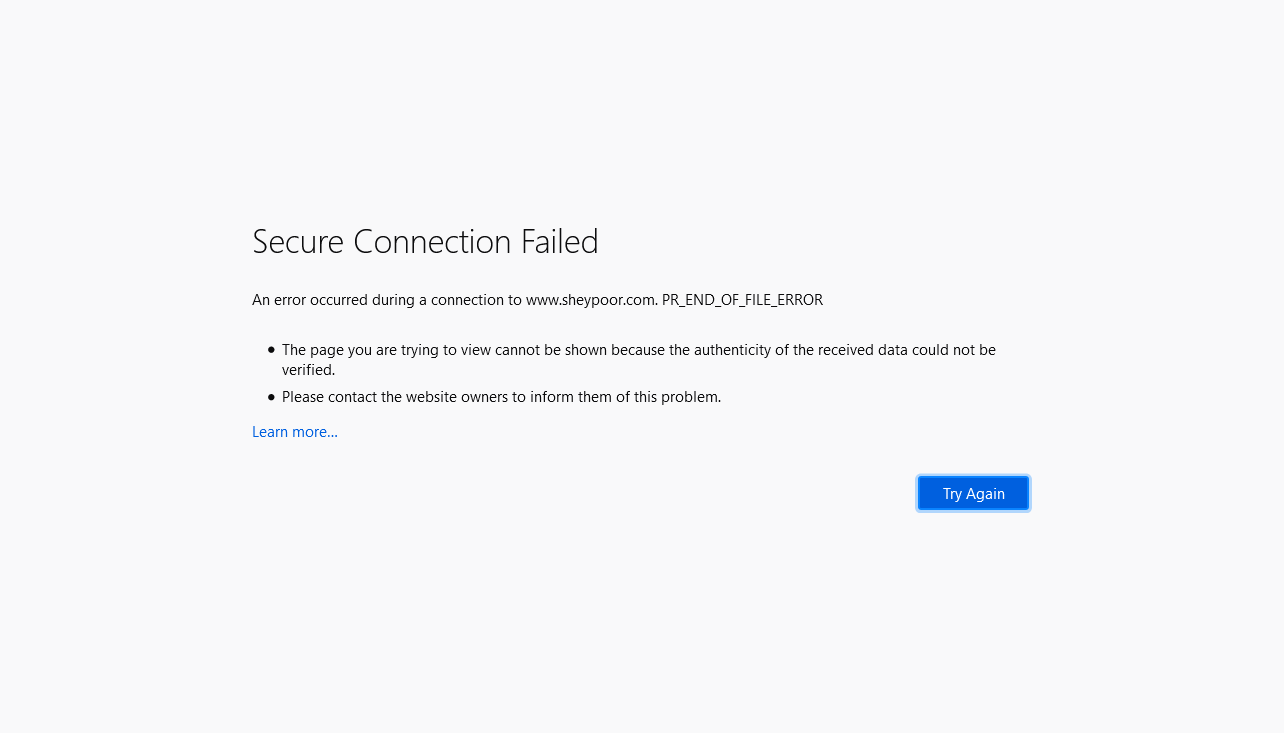 Secure Connection Failed
An error occurred during a connection to www.sheypoor.com. PR_END_OF_FILE_ERROR
The page you are trying to view cannot be shown because the authenticity of the received data could not be
verified.
Please contact the website owners to inform them of this problem.
Learn more…
Try Again